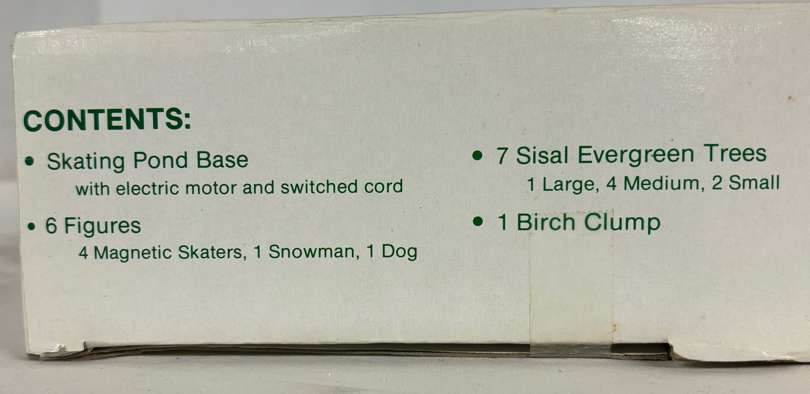 CONTENTS:
• Skating Pond Base
with electric motor and switched cord
• 6 Figures
4 Magnetic Skaters, 1 Snowman, 1 Dog
• 7 Sisal Evergreen Trees
1 Large, 4 Medium, 2 Small
• 1 Birch Clump